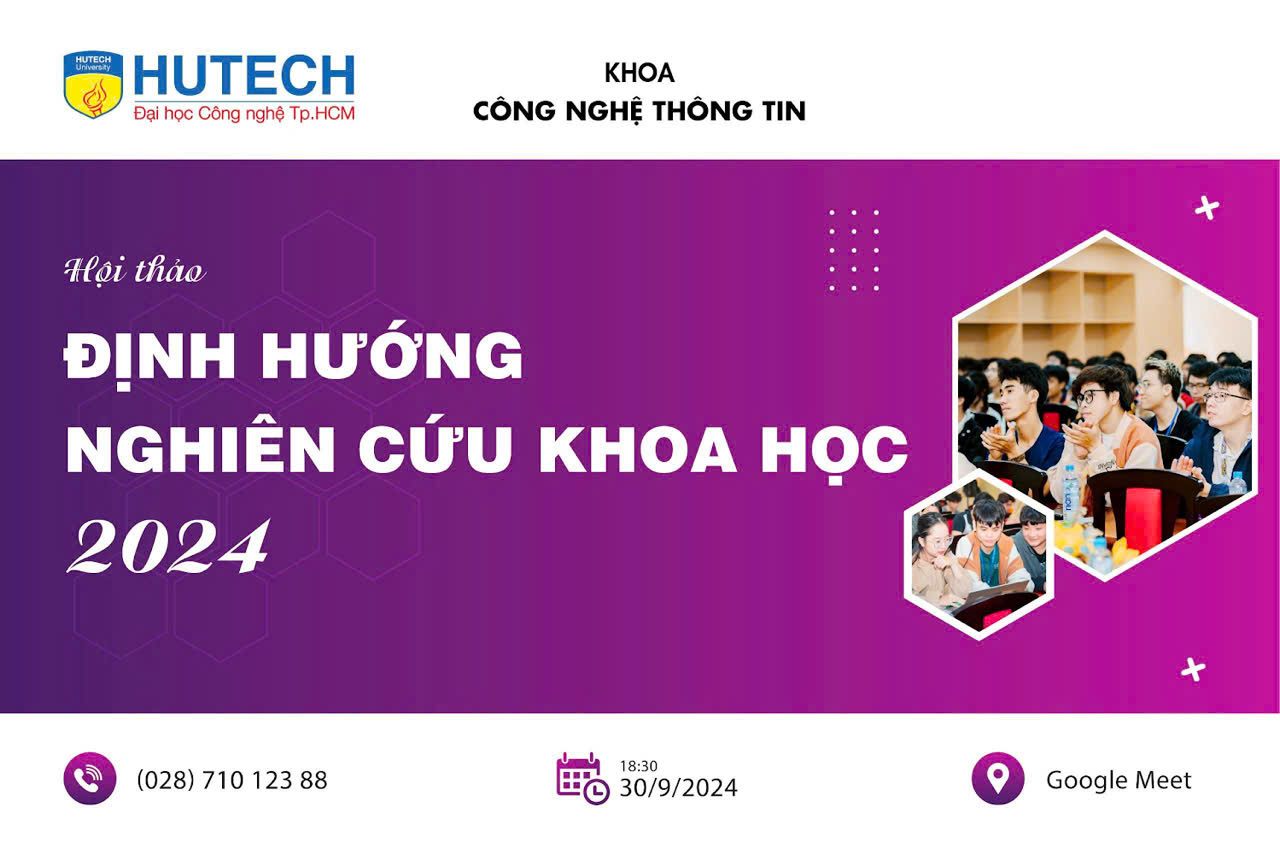 HUTECH
University
HUTECH
Đại học Công nghệ Tp.HCM
KHOA
CÔNG NGHỆ THÔNG TIN
Hội thảo
ĐỊNH HƯỚNG
NGHIÊN CỨU KHOA HỌC
2024
(028) 710 123 88
18:30
30/9/2024
Google Meet